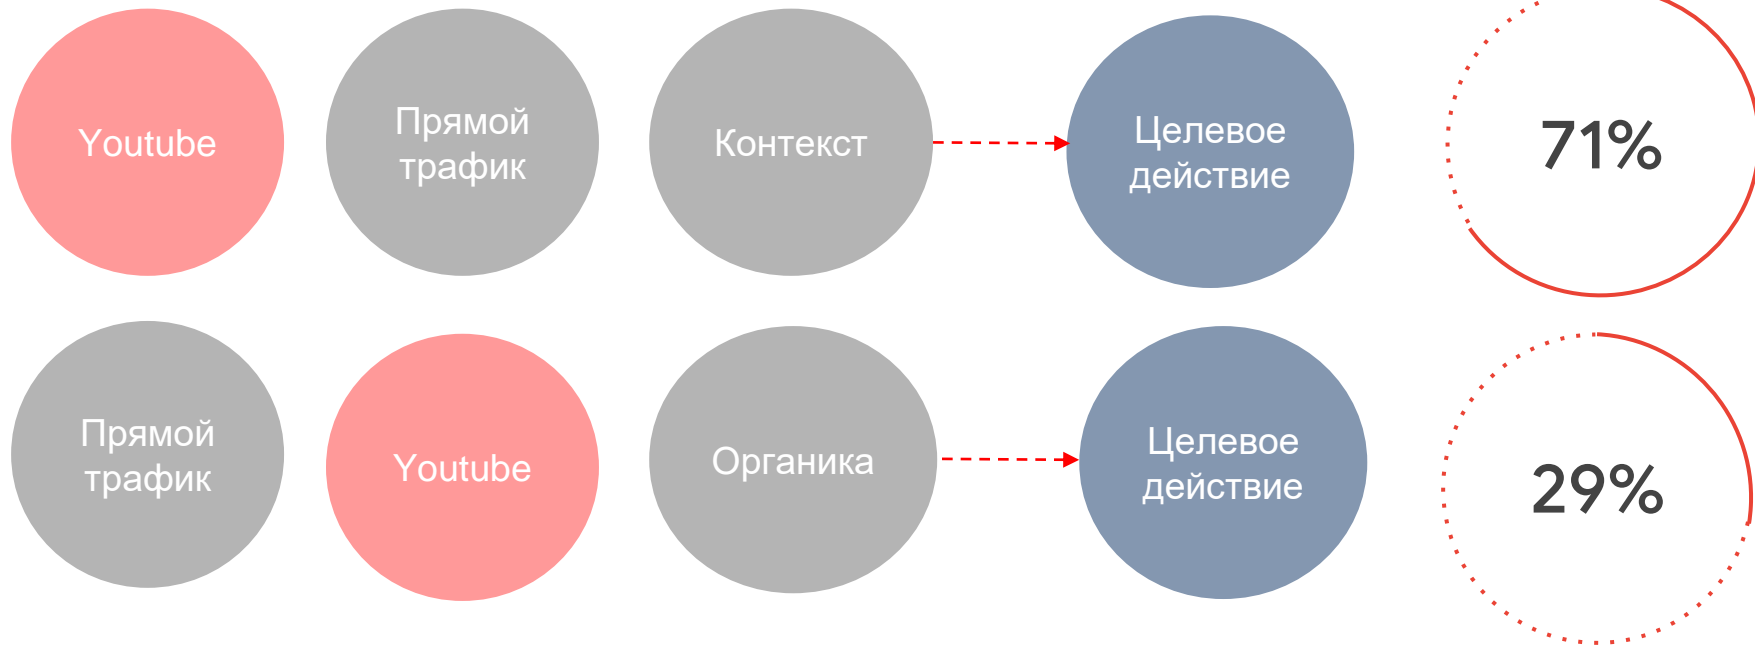 Youtube
Прямой
трафик
Контекст
Целевое
действие
71%
Прямой
трафик
Youtube
Органика
Целевое
действие
29%